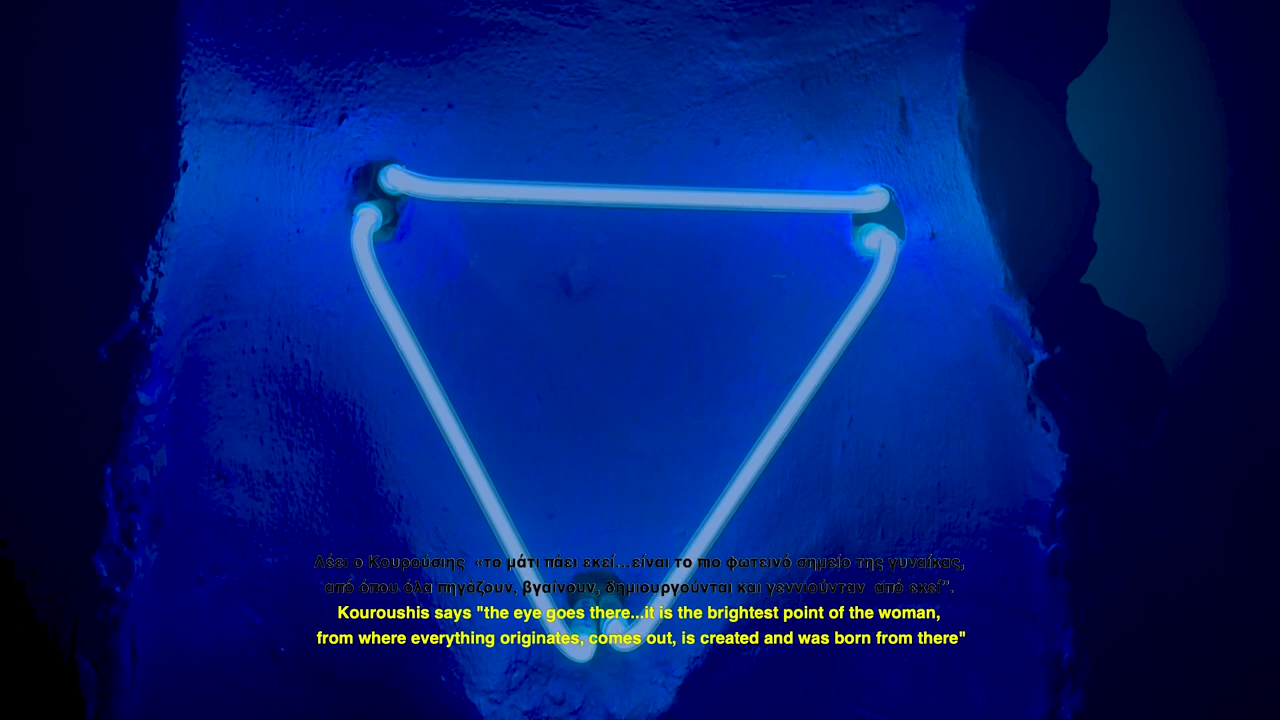 Λέει ο Κουρούσιης «το μάτι πάει εκεί...είναι το πιο φωτεινό σημείο της γυναίκας,
από όπου όλα πηγάζουν, βγαίνουν, δημιουργούνται και γεννιούνταν από εκεί”.
Kouroushis says "the eye goes there...it is the brightest point of the woman,
from where everything originates, comes out, is created and was born from there"